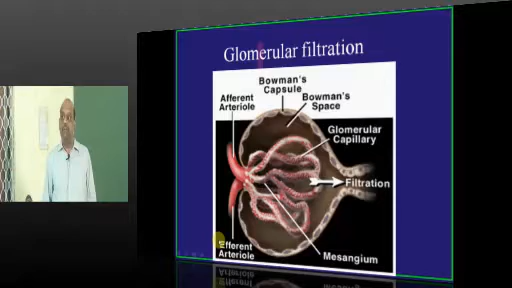 Glomerular filtration
Bowman's
Capsule
Bowman's
Space
Afferent
Arteriole
Glomerular
Capillary
Filtration
Efferent
Arteriole
Mesangium